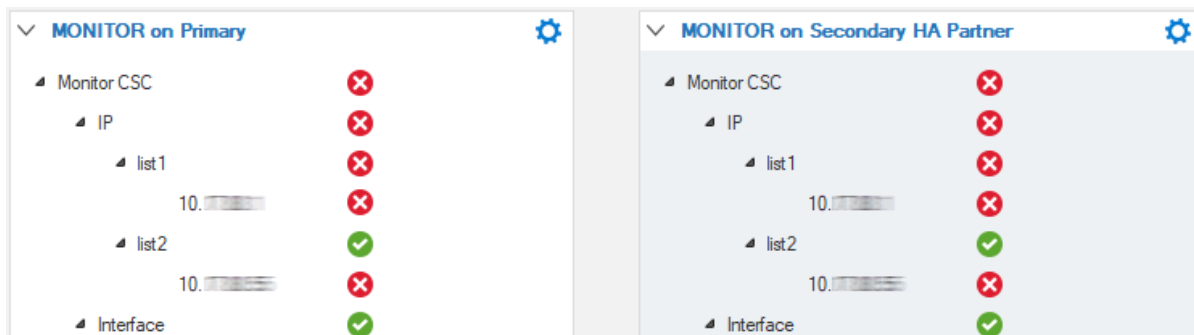 MONITOR on Primary
Monitor CSC
IP
list1
10.
list2
10.
Interface
MONITOR on Secondary HA Partner
Monitor CSC
IP
list1
10.
list2
10.
Interface